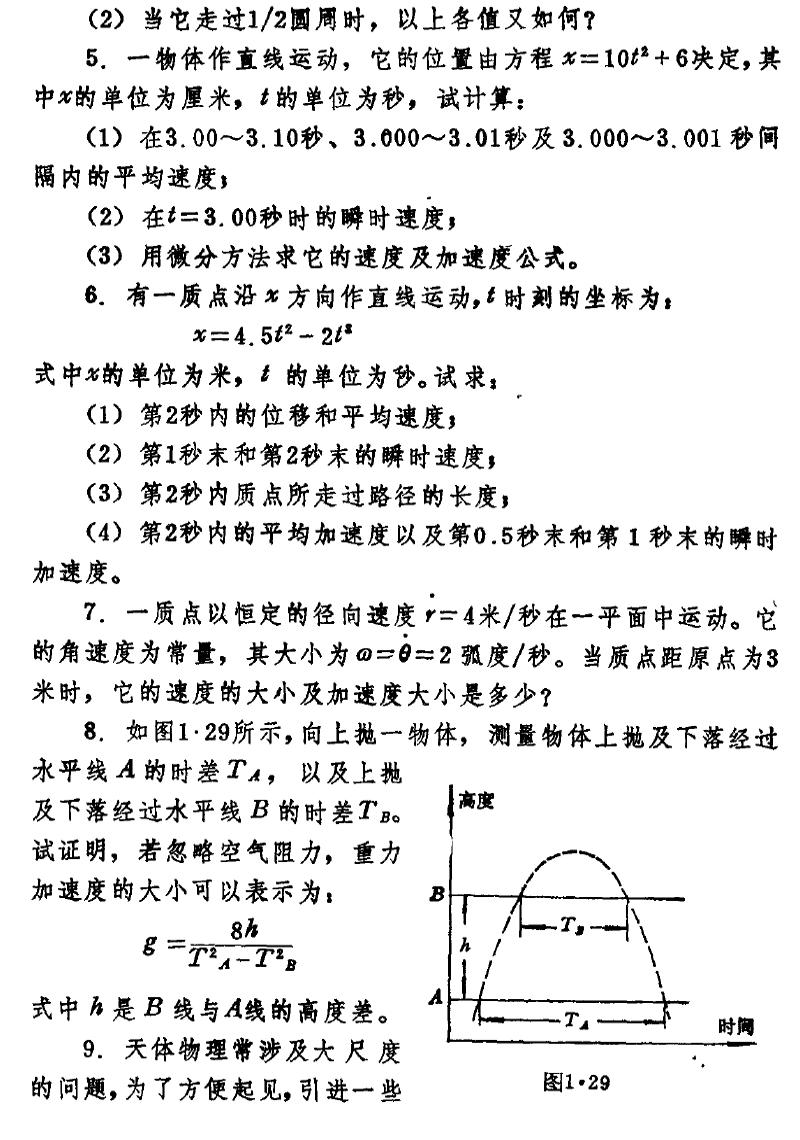 (2) 当它走过1/2圆周时，以上各值又如何?
5. 一物体作直线运动，它的位置由方程 x=10t²+6决定,其
中x的单位为厘米，t的单位为秒，试计算：
(1) 在3.00～3.10秒、3.000～3.01秒及3.000～3.001秒间
隔内的平均速度；
(2) 在t=3.00秒时的瞬时速度；
(3) 用微分方法求它的速度及加速度公式。
6. 有一质点沿 x 方向作直线运动,t 时刻的坐标为：
x=4.5t²-2t³
式中x的单位为米，t 的单位为秒。试求：
(1) 第2秒内的位移和平均速度；
(2) 第1秒末和第2秒末的瞬时速度；
(3) 第2秒内质点所走过路径的长度；
(4) 第2秒内的平均加速度以及第0.5秒末和第1秒末的瞬时
加速度。
7. 一质点以恒定的径向速度 ṙ=4米/秒在一平面中运动。它
的角速度为常量，其大小为 ω=θ̇=2 弧度/秒。当质点距原点为3
米时，它的速度的大小及加速度大小是多少?
8. 如图1·29所示,向上抛一物体，测量物体上抛及下落经过
水平线 A 的时差 T_A，以及上抛
及下落经过水平线 B 的时差T_B。
试证明，若忽略空气阻力，重力
加速度的大小可以表示为：
g = 8h / (T²_A - T²_B)
式中 h 是 B 线与A线的高度差。
9. 天体物理常涉及大尺度
的问题,为了方便起见,引进一些
高度
B
T_B
h
A
T_A
时间
图1·29